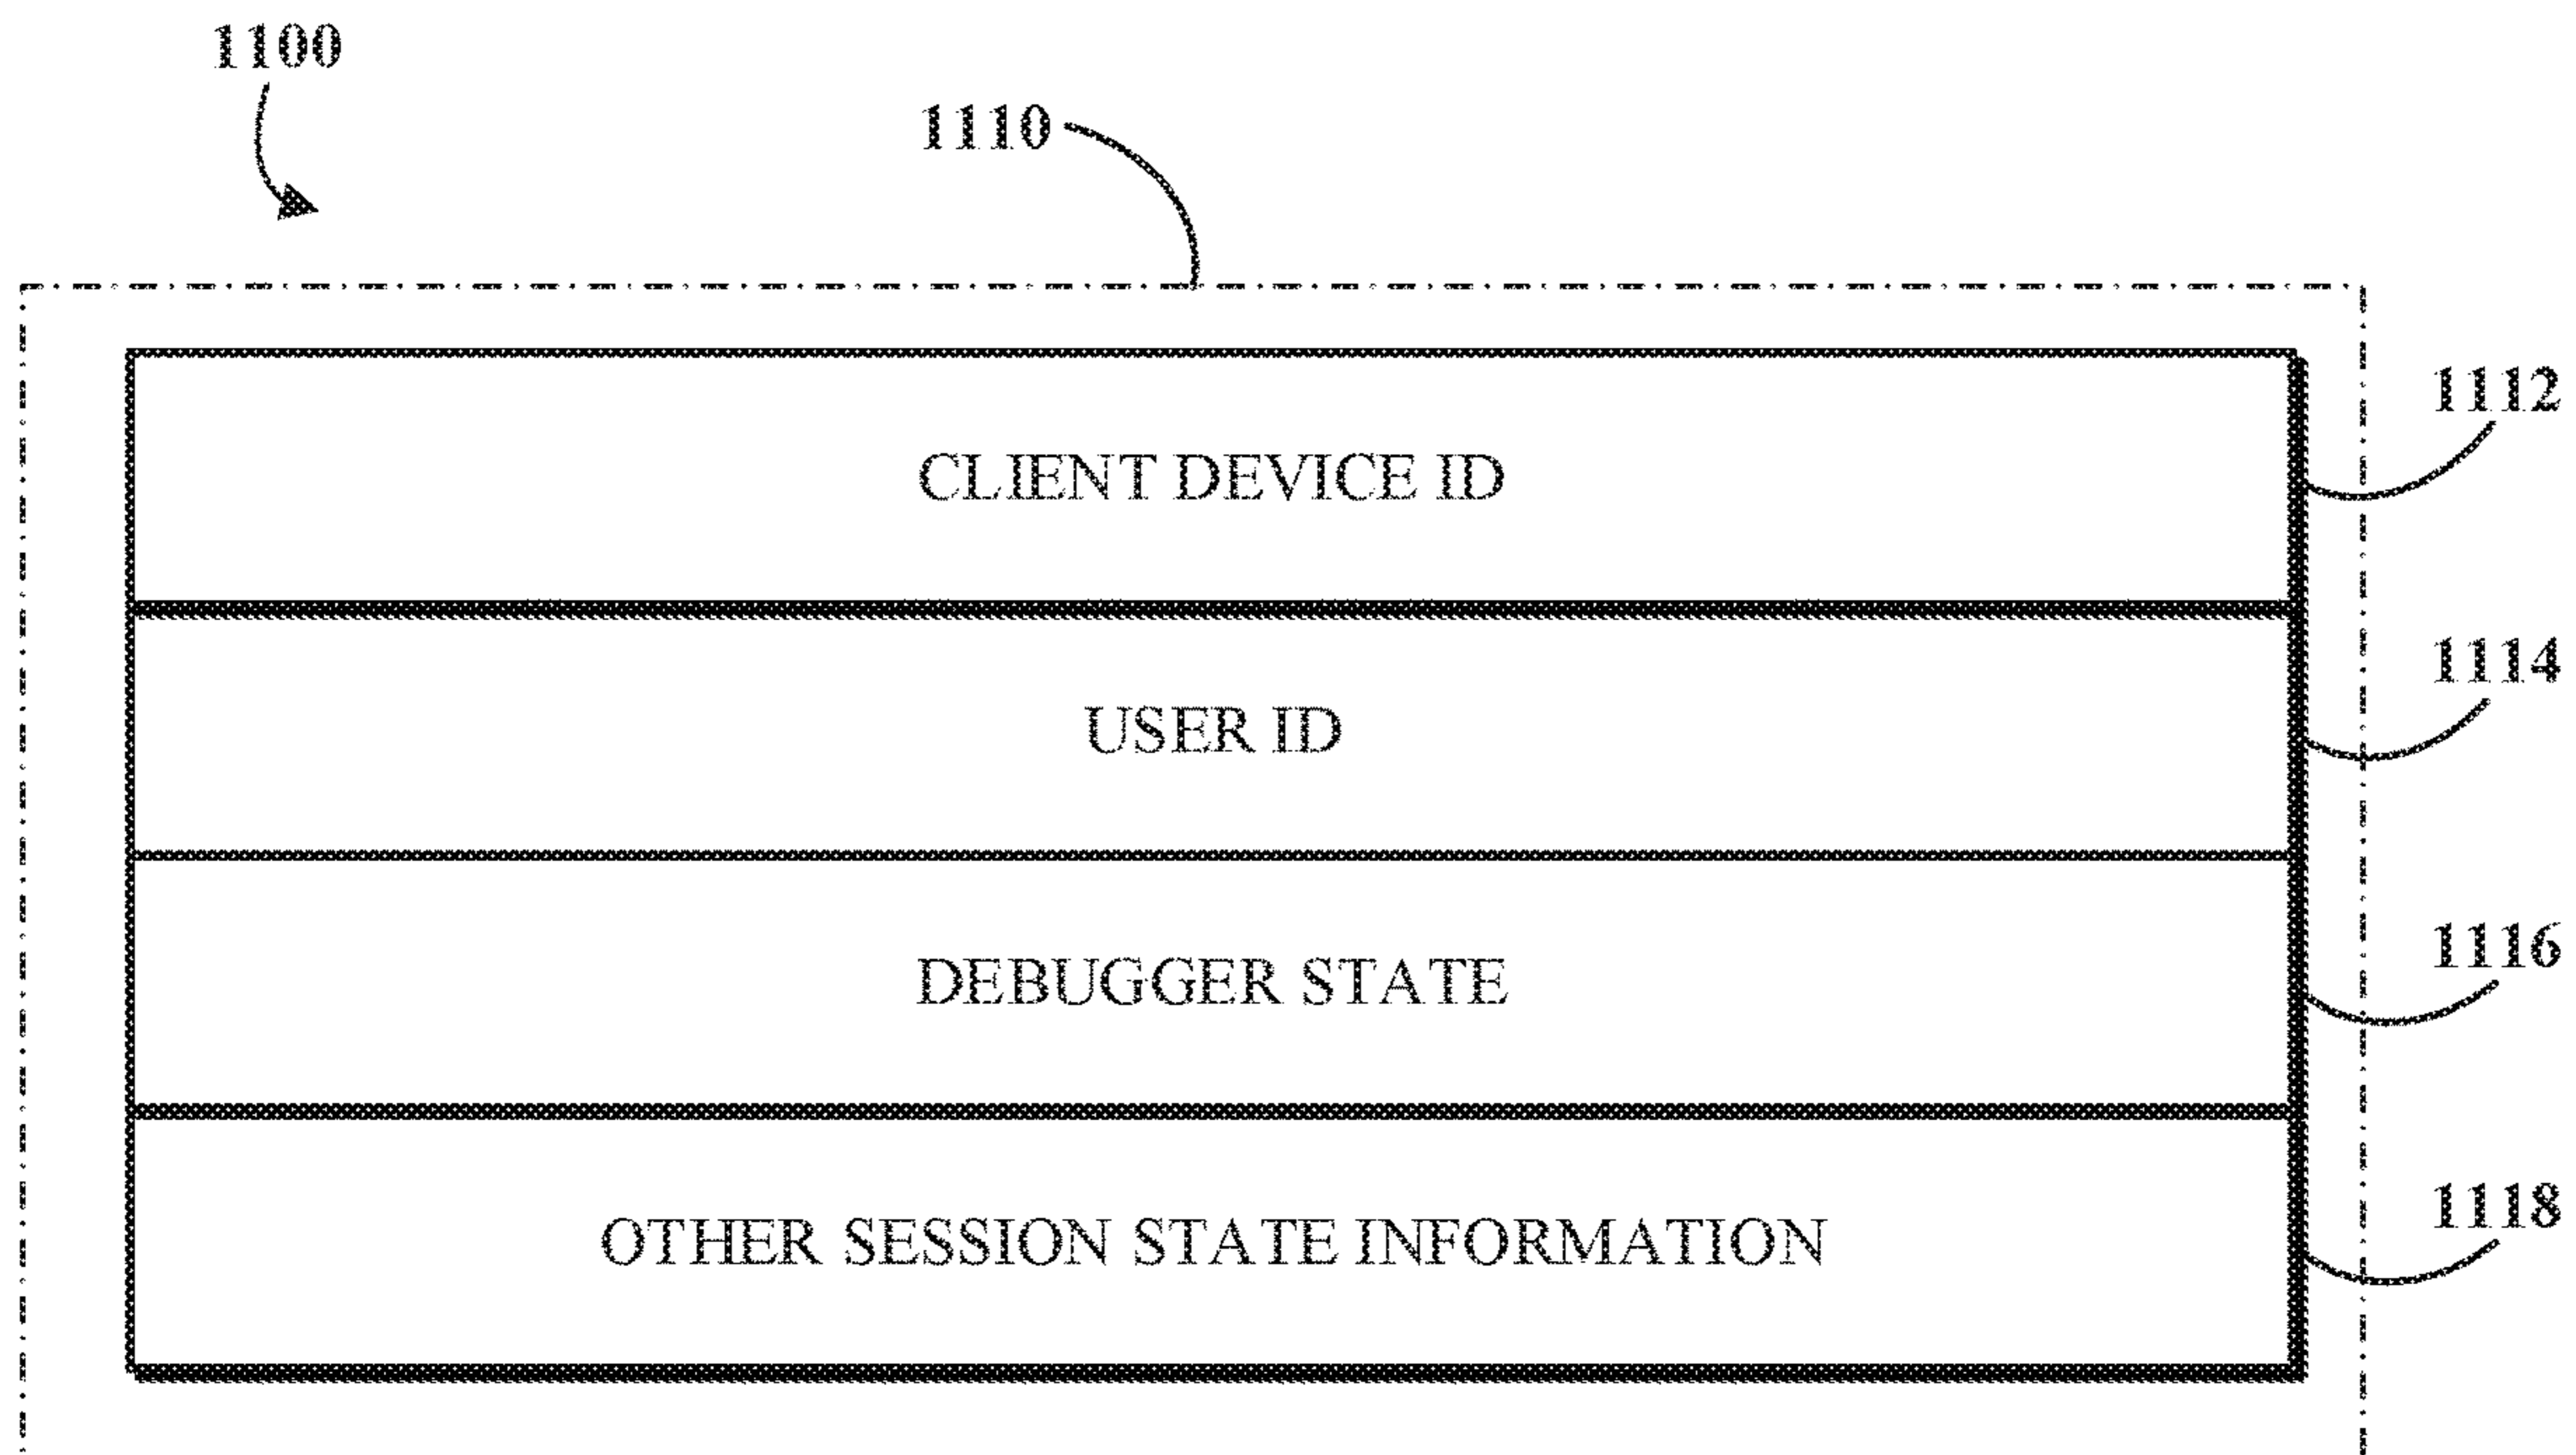 1100
1110
1112
CLIENT DEVICE ID
1114
USER ID
1116
DEBUGGER STATE
1118
OTHER SESSION STATE INFORMATION